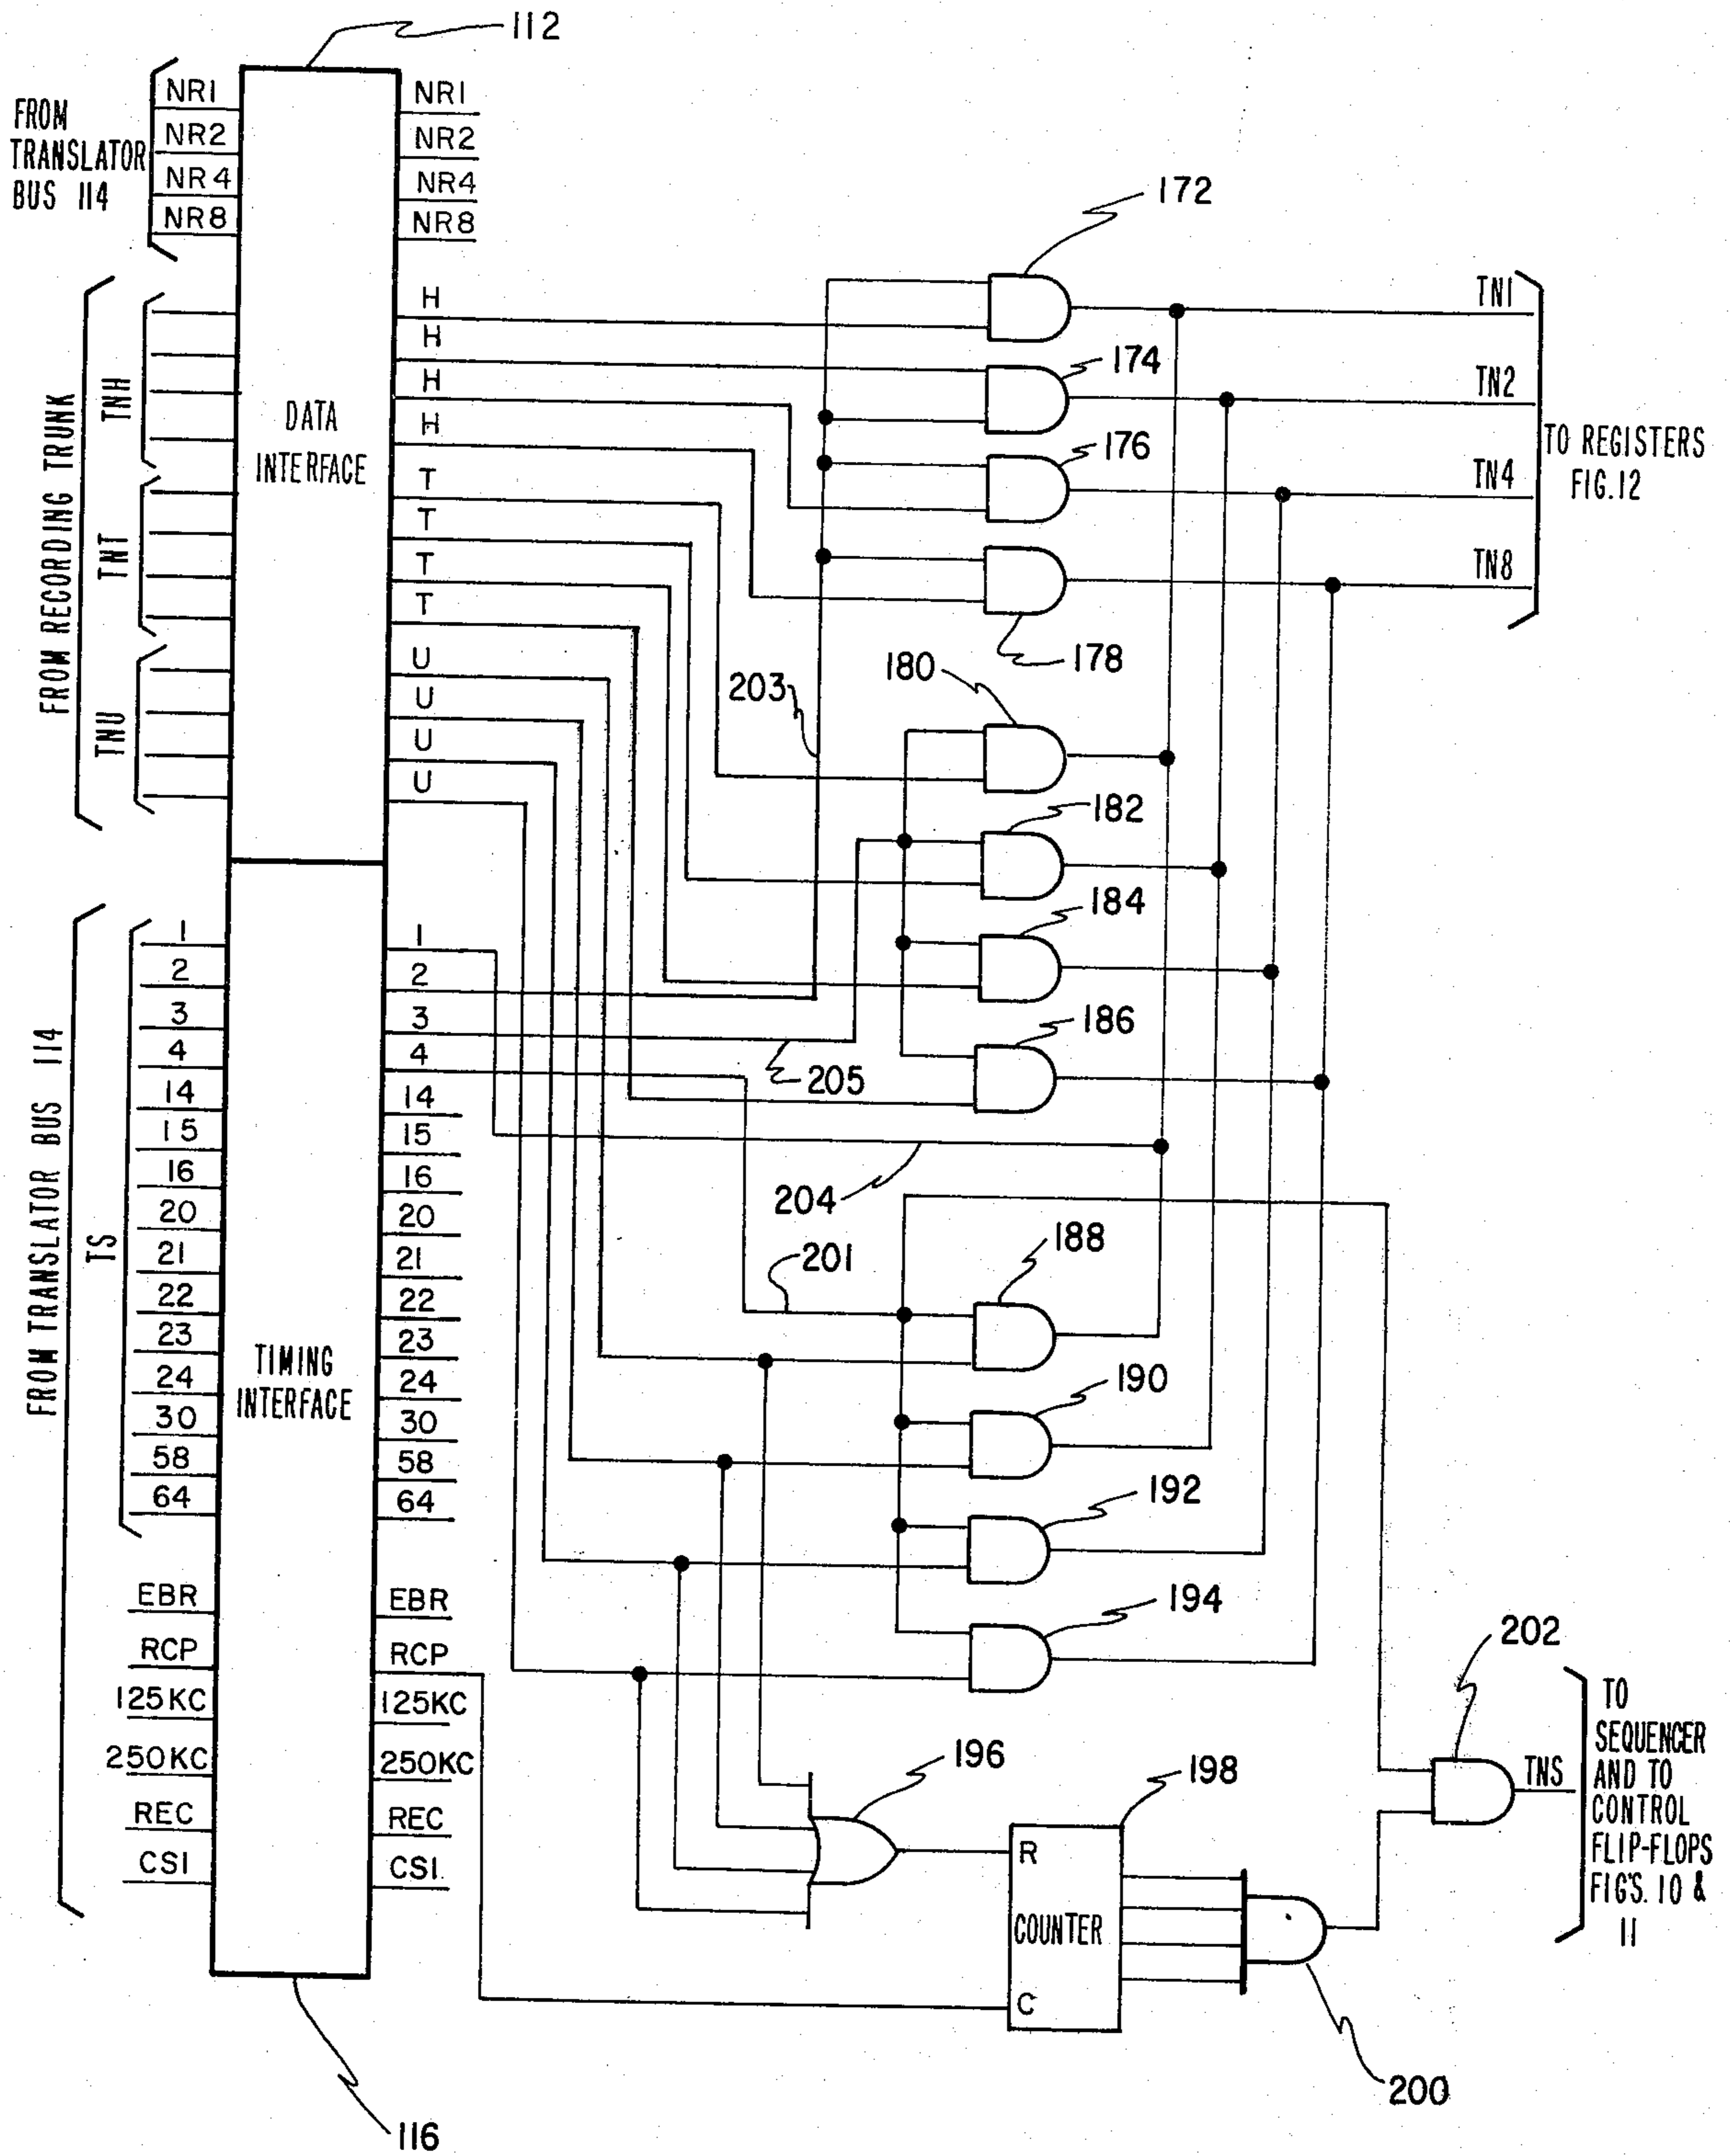 112
FROM
TRANSLATOR
BUS 114
NR1
NR2
NR4
NR8
NR1
NR2
NR4
NR8
FROM RECORDING TRUNK
TNH
TNT
TNU
DATA
INTERFACE
H
H
H
H
T
T
T
T
U
U
U
U
172
174
176
178
180
182
184
186
203
205
204
201
188
190
192
194
TN1
TN2
TN4
TN8
TO REGISTERS
FIG.12
FROM TRANSLATOR BUS 114
TS
1
2
3
4
14
15
16
20
21
22
23
24
30
58
64
EBR
RCP
125KC
250KC
REC
CSI
TIMING
INTERFACE
1
2
3
4
14
15
16
20
21
22
23
24
30
58
64
EBR
RCP
125KC
250KC
REC
CSI
196
198
R
COUNTER
C
200
202
TNS
TO
SEQUENCER
AND TO
CONTROL
FLIP-FLOPS
FIG'S. 10 &
11
116